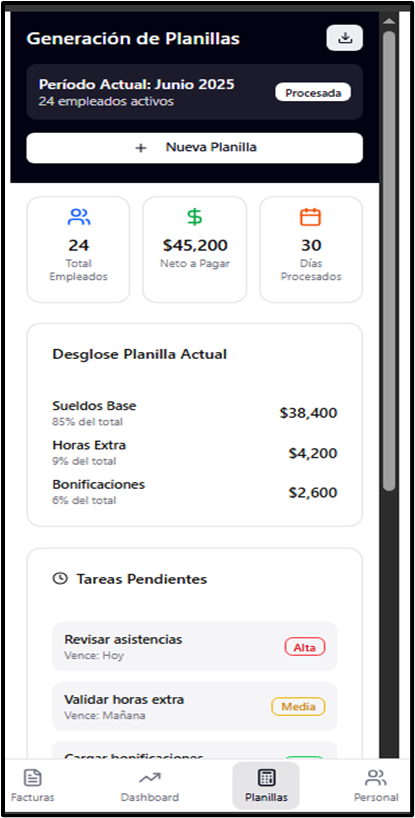 Generación de Planillas
Período Actual: Junio 2025
24 empleados activos
Procesada
+ Nueva Planilla
24
Total
Empleados
$45,200
Neto a Pagar
30
Días
Procesados
Desglose Planilla Actual
Sueldos Base
85% del total
$38,400
Horas Extra
9% del total
$4,200
Bonificaciones
6% del total
$2,600
Tareas Pendientes
Revisar asistencias
Vence: Hoy
Alta
Validar horas extra
Vence: Mañana
Media
Cargar bonificaciones
Facturas
Dashboard
Planillas
Personal